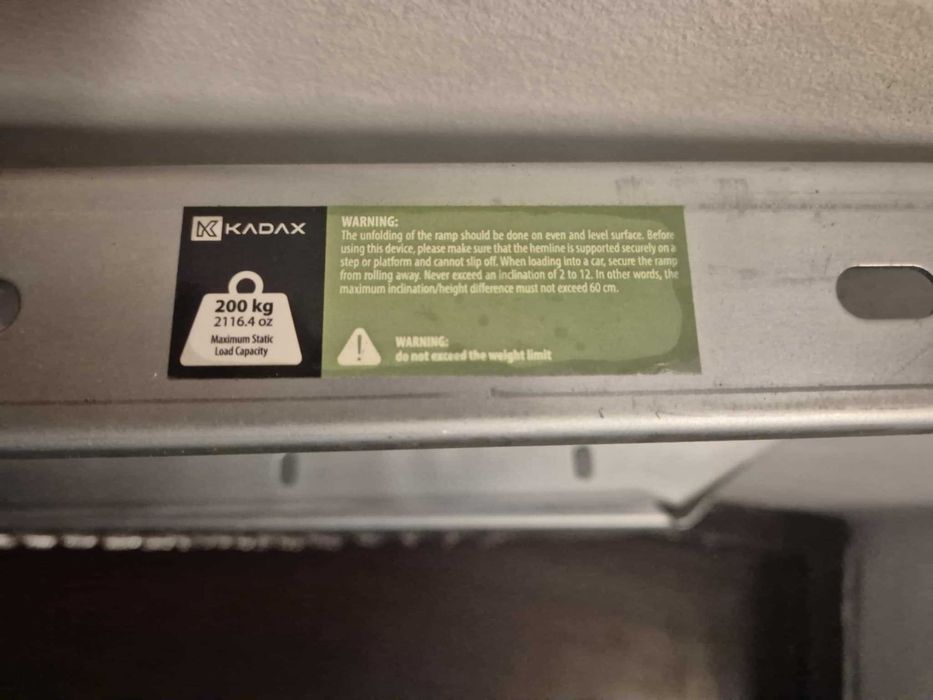 KADAX
200 kg
2116.4 oz
Maximum Static
Load Capacity
WARNING:
The unfolding of the ramp should be done on even and level surface. Before
using this device, please make sure that the hemline is supported securely on a
step or platform and cannot slip off. When loading into a car, secure the ramp
from rolling away. Never exceed an inclination of 2 to 12. In other words, the
maximum inclination/height difference must not exceed 60 cm.
WARNING:
do not exceed the weight limit